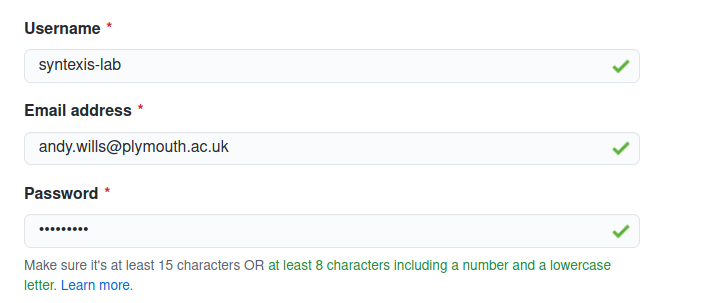 Username *
syntexis-lab
Email address *
andy.wills@plymouth.ac.uk
Password *
•••••••••
Make sure it's at least 15 characters OR at least 8 characters including a number and a lowercase
letter. Learn more.